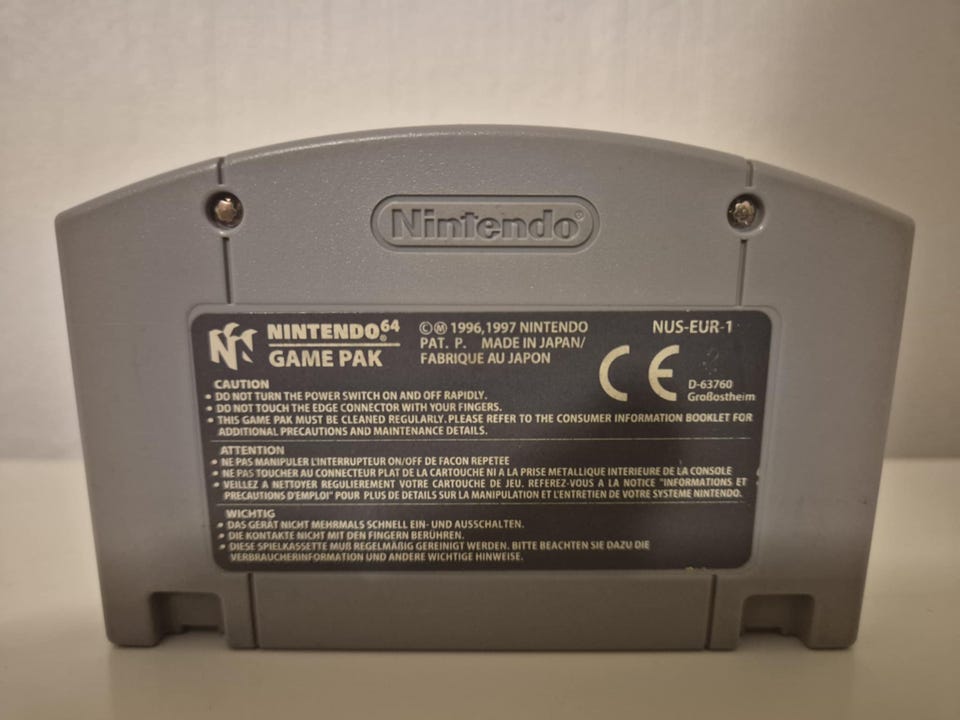 Nintendo®
NINTENDO⁶⁴
GAME PAK
©Ⓜ 1996,1997 NINTENDO
PAT. P. MADE IN JAPAN/
FABRIQUE AU JAPON
NUS-EUR-1
CE
D-63760
Großostheim
CAUTION
• DO NOT TURN THE POWER SWITCH ON AND OFF RAPIDLY.
• DO NOT TOUCH THE EDGE CONNECTOR WITH YOUR FINGERS.
• THIS GAME PAK MUST BE CLEANED REGULARLY. PLEASE REFER TO THE CONSUMER INFORMATION BOOKLET FOR
ADDITIONAL PRECAUTIONS AND MAINTENANCE DETAILS.
ATTENTION
• NE PAS MANIPULER L'INTERRUPTEUR ON/OFF DE FACON REPETEE
• NE PAS TOUCHER AU CONNECTEUR PLAT DE LA CARTOUCHE NI A LA PRISE METALLIQUE INTERIEURE DE LA CONSOLE
• VEILLEZ A NETTOYER REGULIEREMENT VOTRE CARTOUCHE DE JEU. REFEREZ-VOUS A LA NOTICE "INFORMATIONS ET
PRECAUTIONS D'EMPLOI" POUR PLUS DE DETAILS SUR LA MANIPULATION ET L'ENTRETIEN DE VOTRE SYSTEME NINTENDO.
WICHTIG
• DAS GERÄT NICHT MEHRMALS SCHNELL EIN- UND AUSSCHALTEN.
• DIE KONTAKTE NICHT MIT DEN FINGERN BERÜHREN.
• DIESE SPIELKASSETTE MUß REGELMÄßIG GEREINIGT WERDEN. BITTE BEACHTEN SIE DAZU DIE
VERBRAUCHERINFORMATION UND ANDERE WICHTIGE HINWEISE.